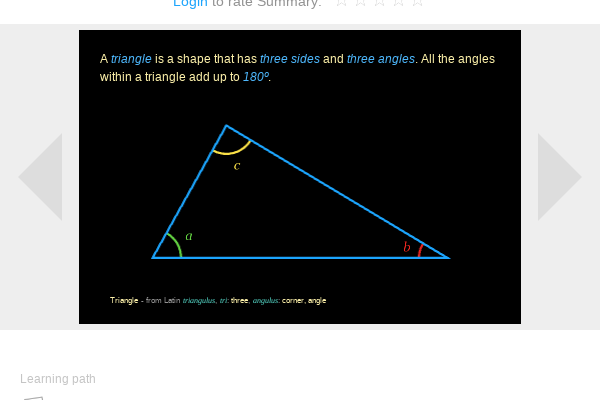 Login to rate Summary:
A triangle is a shape that has three sides and three angles. All the angles
within a triangle add up to 180º.
c
a
b
Triangle - from Latin triangulus, tri: three, angulus: corner, angle
Learning path